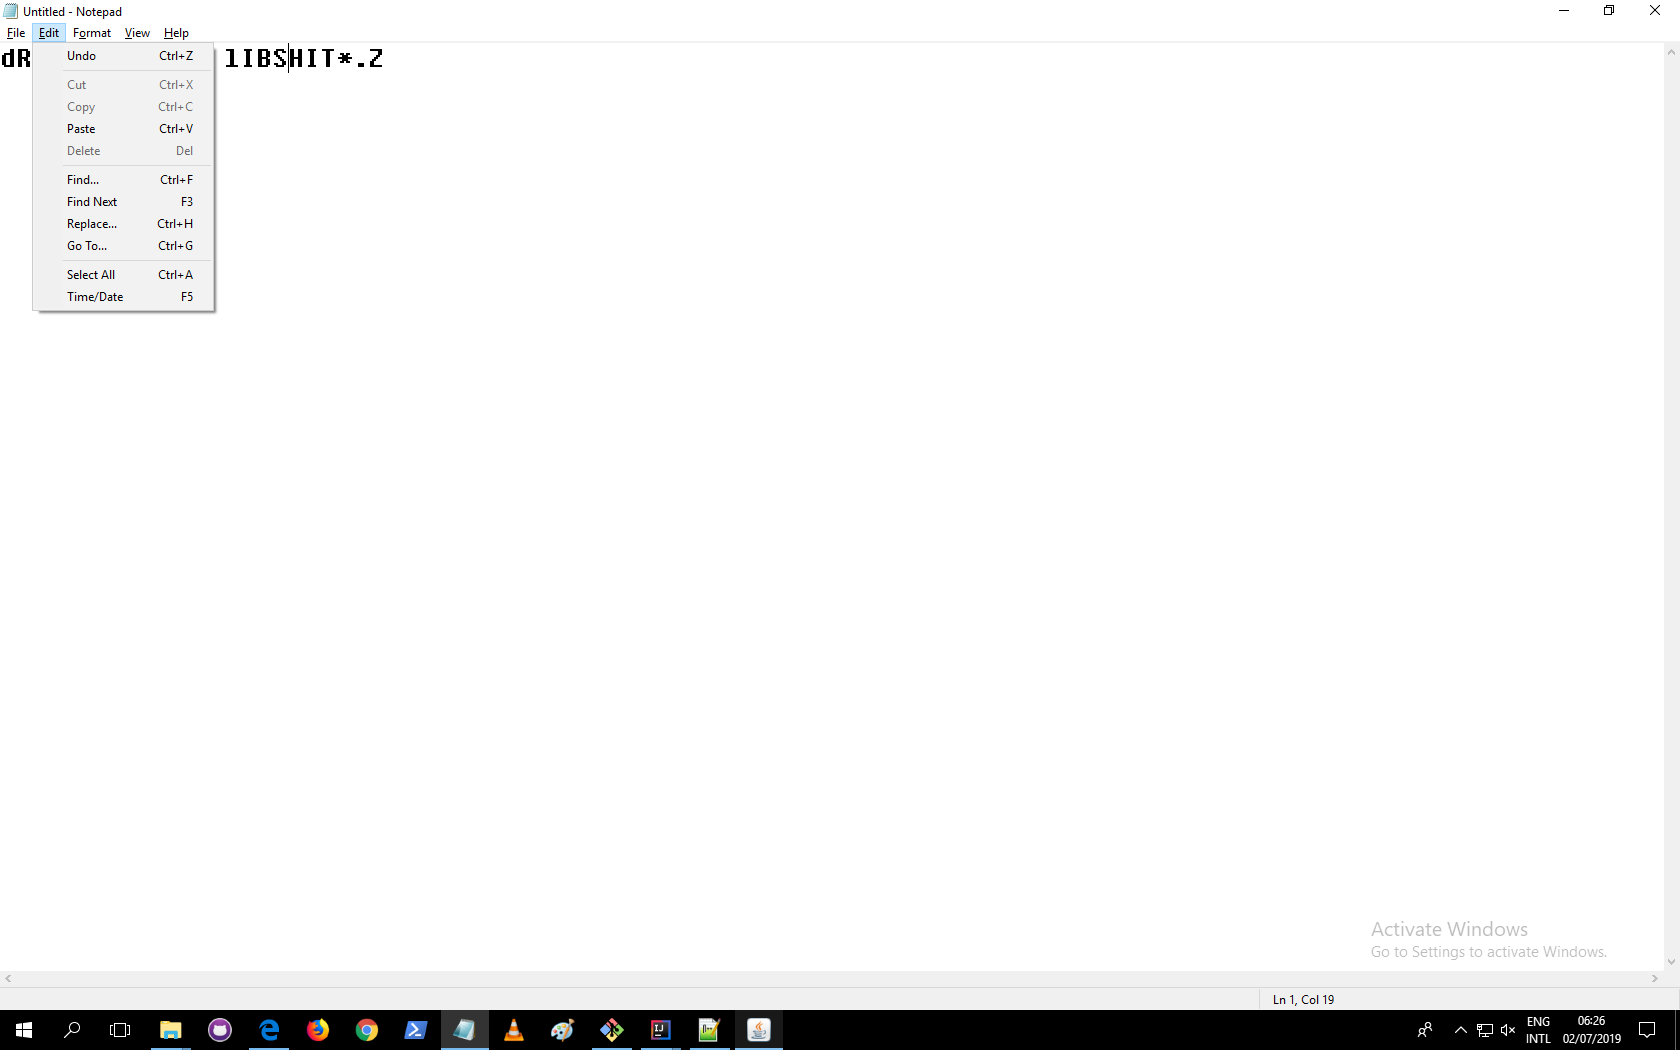 Untitled - Notepad
File Edit Format View Help
dR lIBSHIT*.Z
Undo Ctrl+Z
Cut Ctrl+X
Copy Ctrl+C
Paste Ctrl+V
Delete Del
Find... Ctrl+F
Find Next F3
Replace... Ctrl+H
Go To... Ctrl+G
Select All Ctrl+A
Time/Date F5
Activate Windows
Go to Settings to activate Windows.
Ln 1, Col 19
ENG 06:26
INTL 02/07/2019